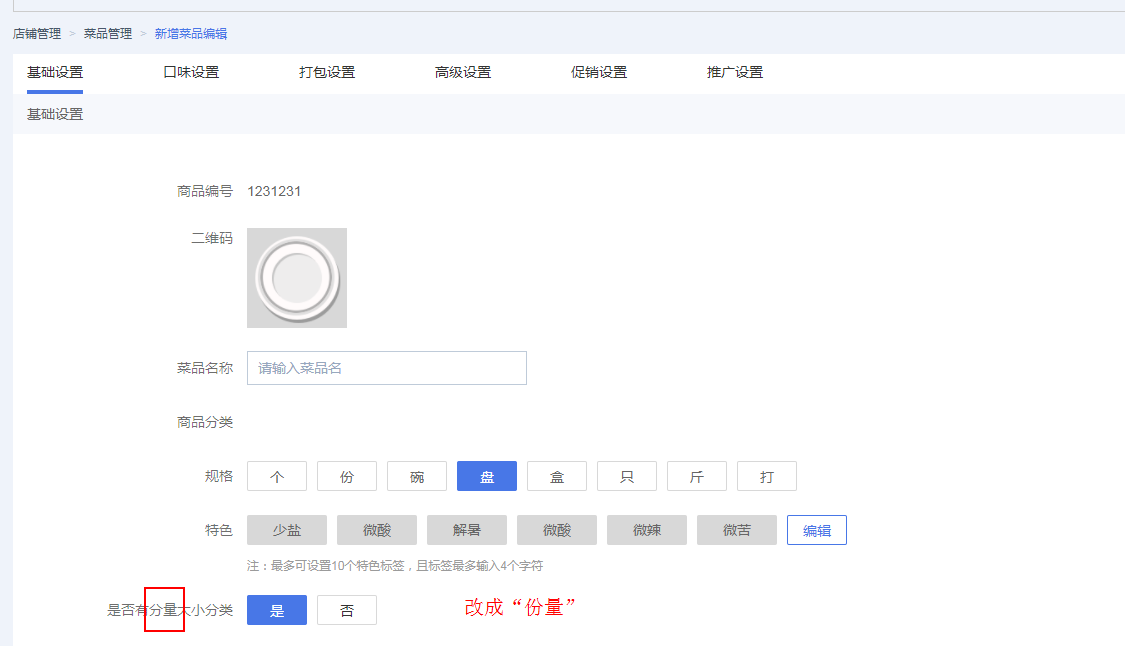 店铺管理 > 菜品管理 > 新增菜品编辑
基础设置 口味设置 打包设置 高级设置 促销设置 推广设置
基础设置
商品编号 1231231
二维码
菜品名称 请输入菜品名
商品分类
规格 个 份 碗 盘 盒 只 斤 打
特色 少盐 微酸 解暑 微酸 微辣 微苦 编辑
注：最多可设置10个特色标签，且标签最多输入4个字符
是否有分量大小分类 是 否 改成“份量”